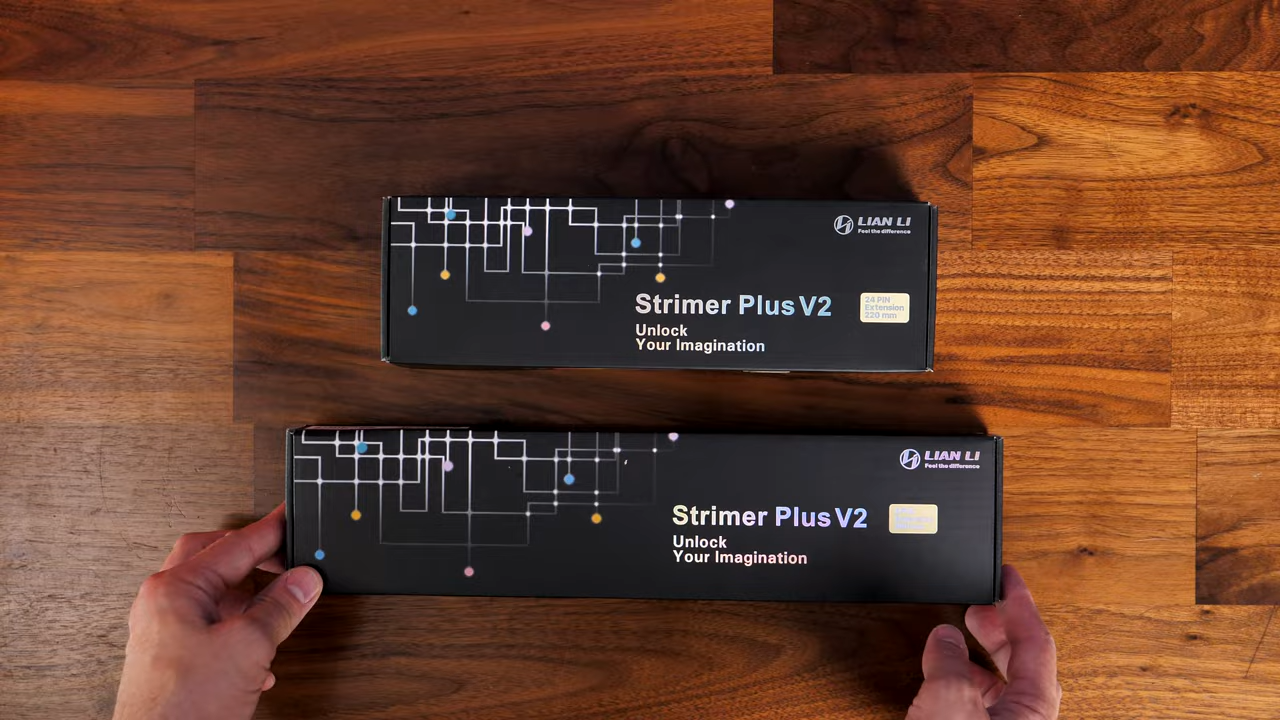 LIAN LI
Feel the difference
Strimer Plus V2
24 PIN
Extension
220 mm
Unlock
Your Imagination
LIAN LI
Feel the difference
Strimer Plus V2
Unlock
Your Imagination